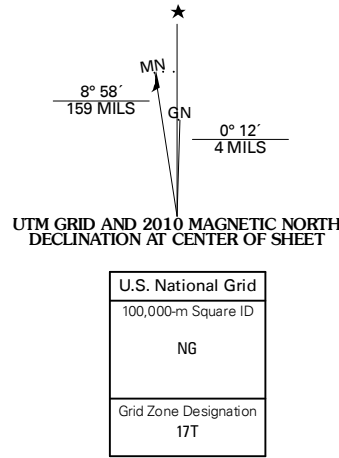 ★
MN
8° 58´
159 MILS
GN
0° 12´
4 MILS
UTM GRID AND 2010 MAGNETIC NORTH
DECLINATION AT CENTER OF SHEET
U.S. National Grid
100,000-m Square ID
NG
Grid Zone Designation
17T